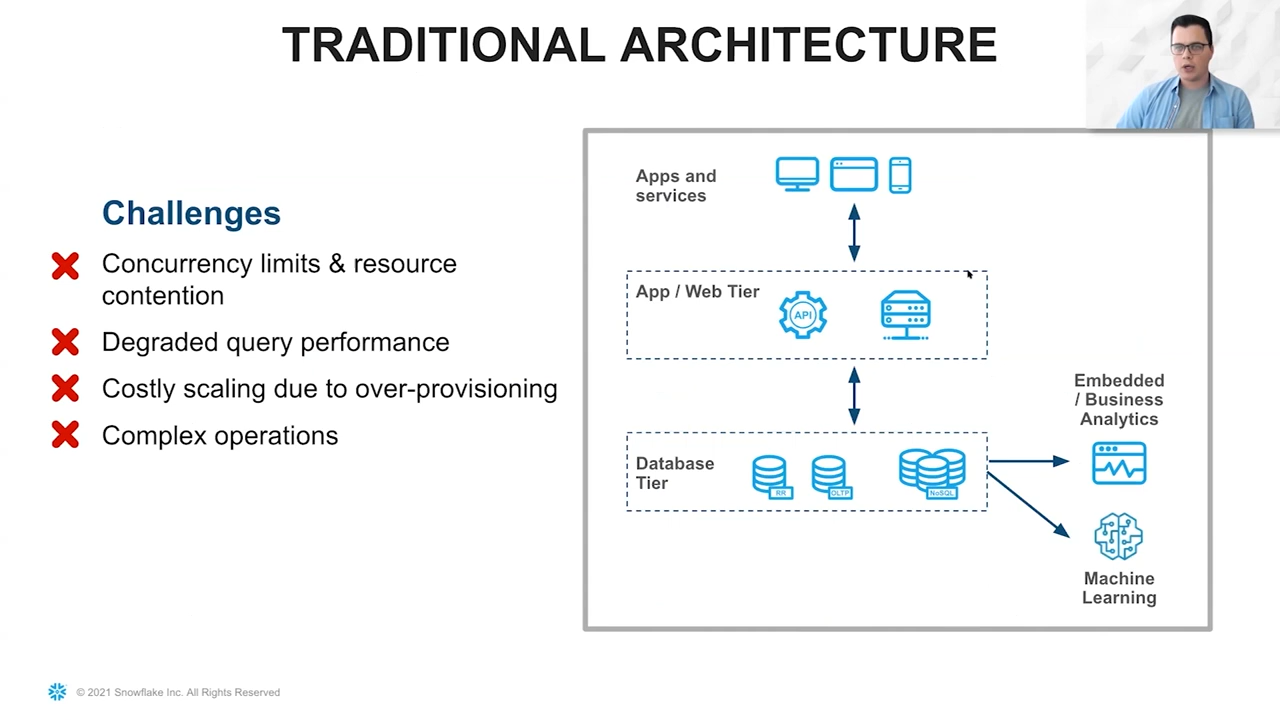 TRADITIONAL ARCHITECTURE
Challenges
Concurrency limits & resource
contention
Degraded query performance
Costly scaling due to over-provisioning
Complex operations
Apps and
services
App / Web Tier
API
Database
Tier
RR
OLTP
NoSQL
Embedded
/ Business
Analytics
Machine
Learning
© 2021 Snowflake Inc. All Rights Reserved